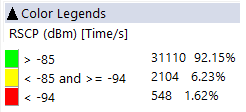 Color Legends
RSCP (dBm) [Time/s]
> -85 31110 92.15%
< -85 and >= -94 2104 6.23%
< -94 548 1.62%